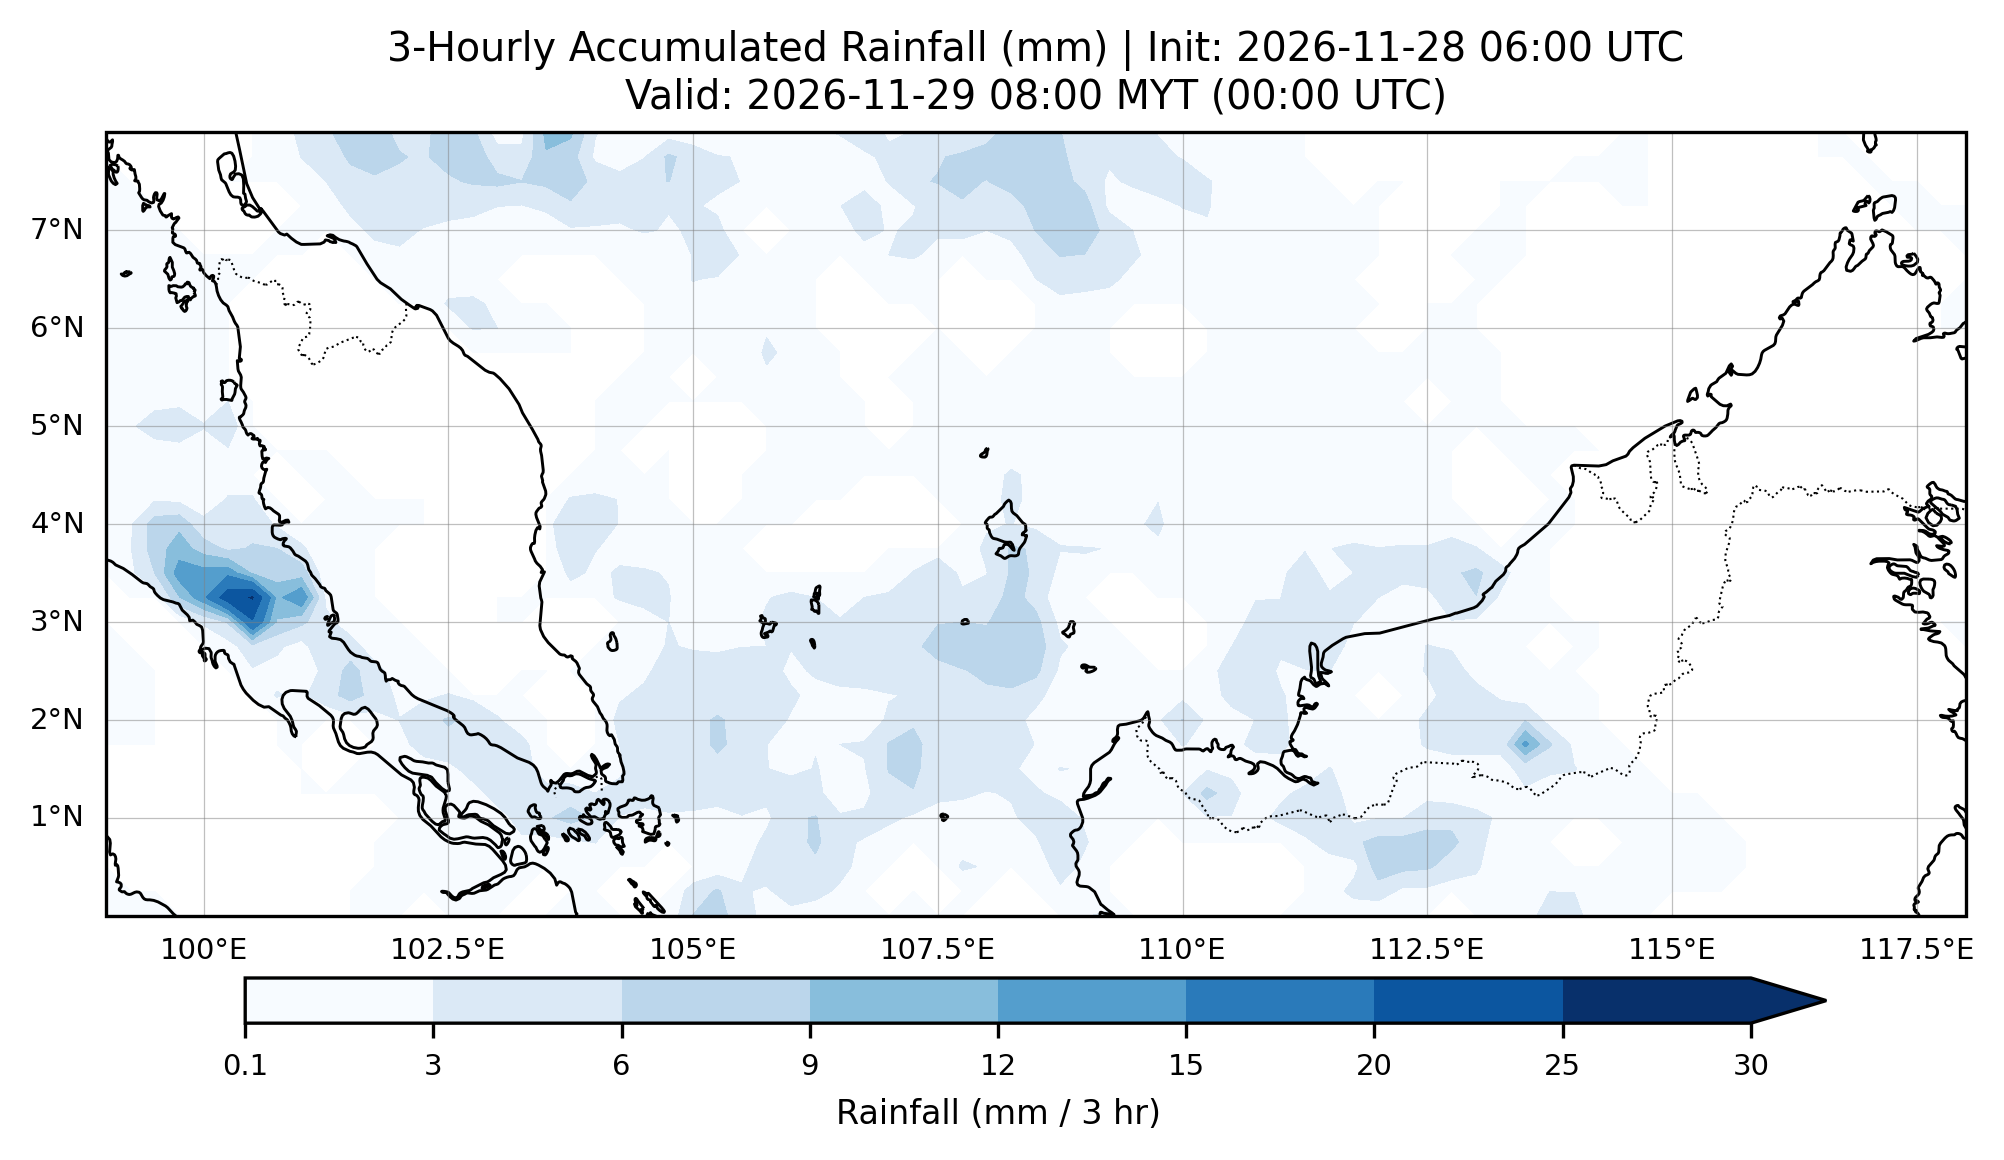 3-Hourly Accumulated Rainfall (mm) | Init: 2026-11-28 06:00 UTC
Valid: 2026-11-29 08:00 MYT (00:00 UTC)
7°N
6°N
5°N
4°N
3°N
2°N
1°N
100°E 102.5°E 105°E 107.5°E 110°E 112.5°E 115°E 117.5°E
0.1 3 6 9 12 15 20 25 30
Rainfall (mm / 3 hr)